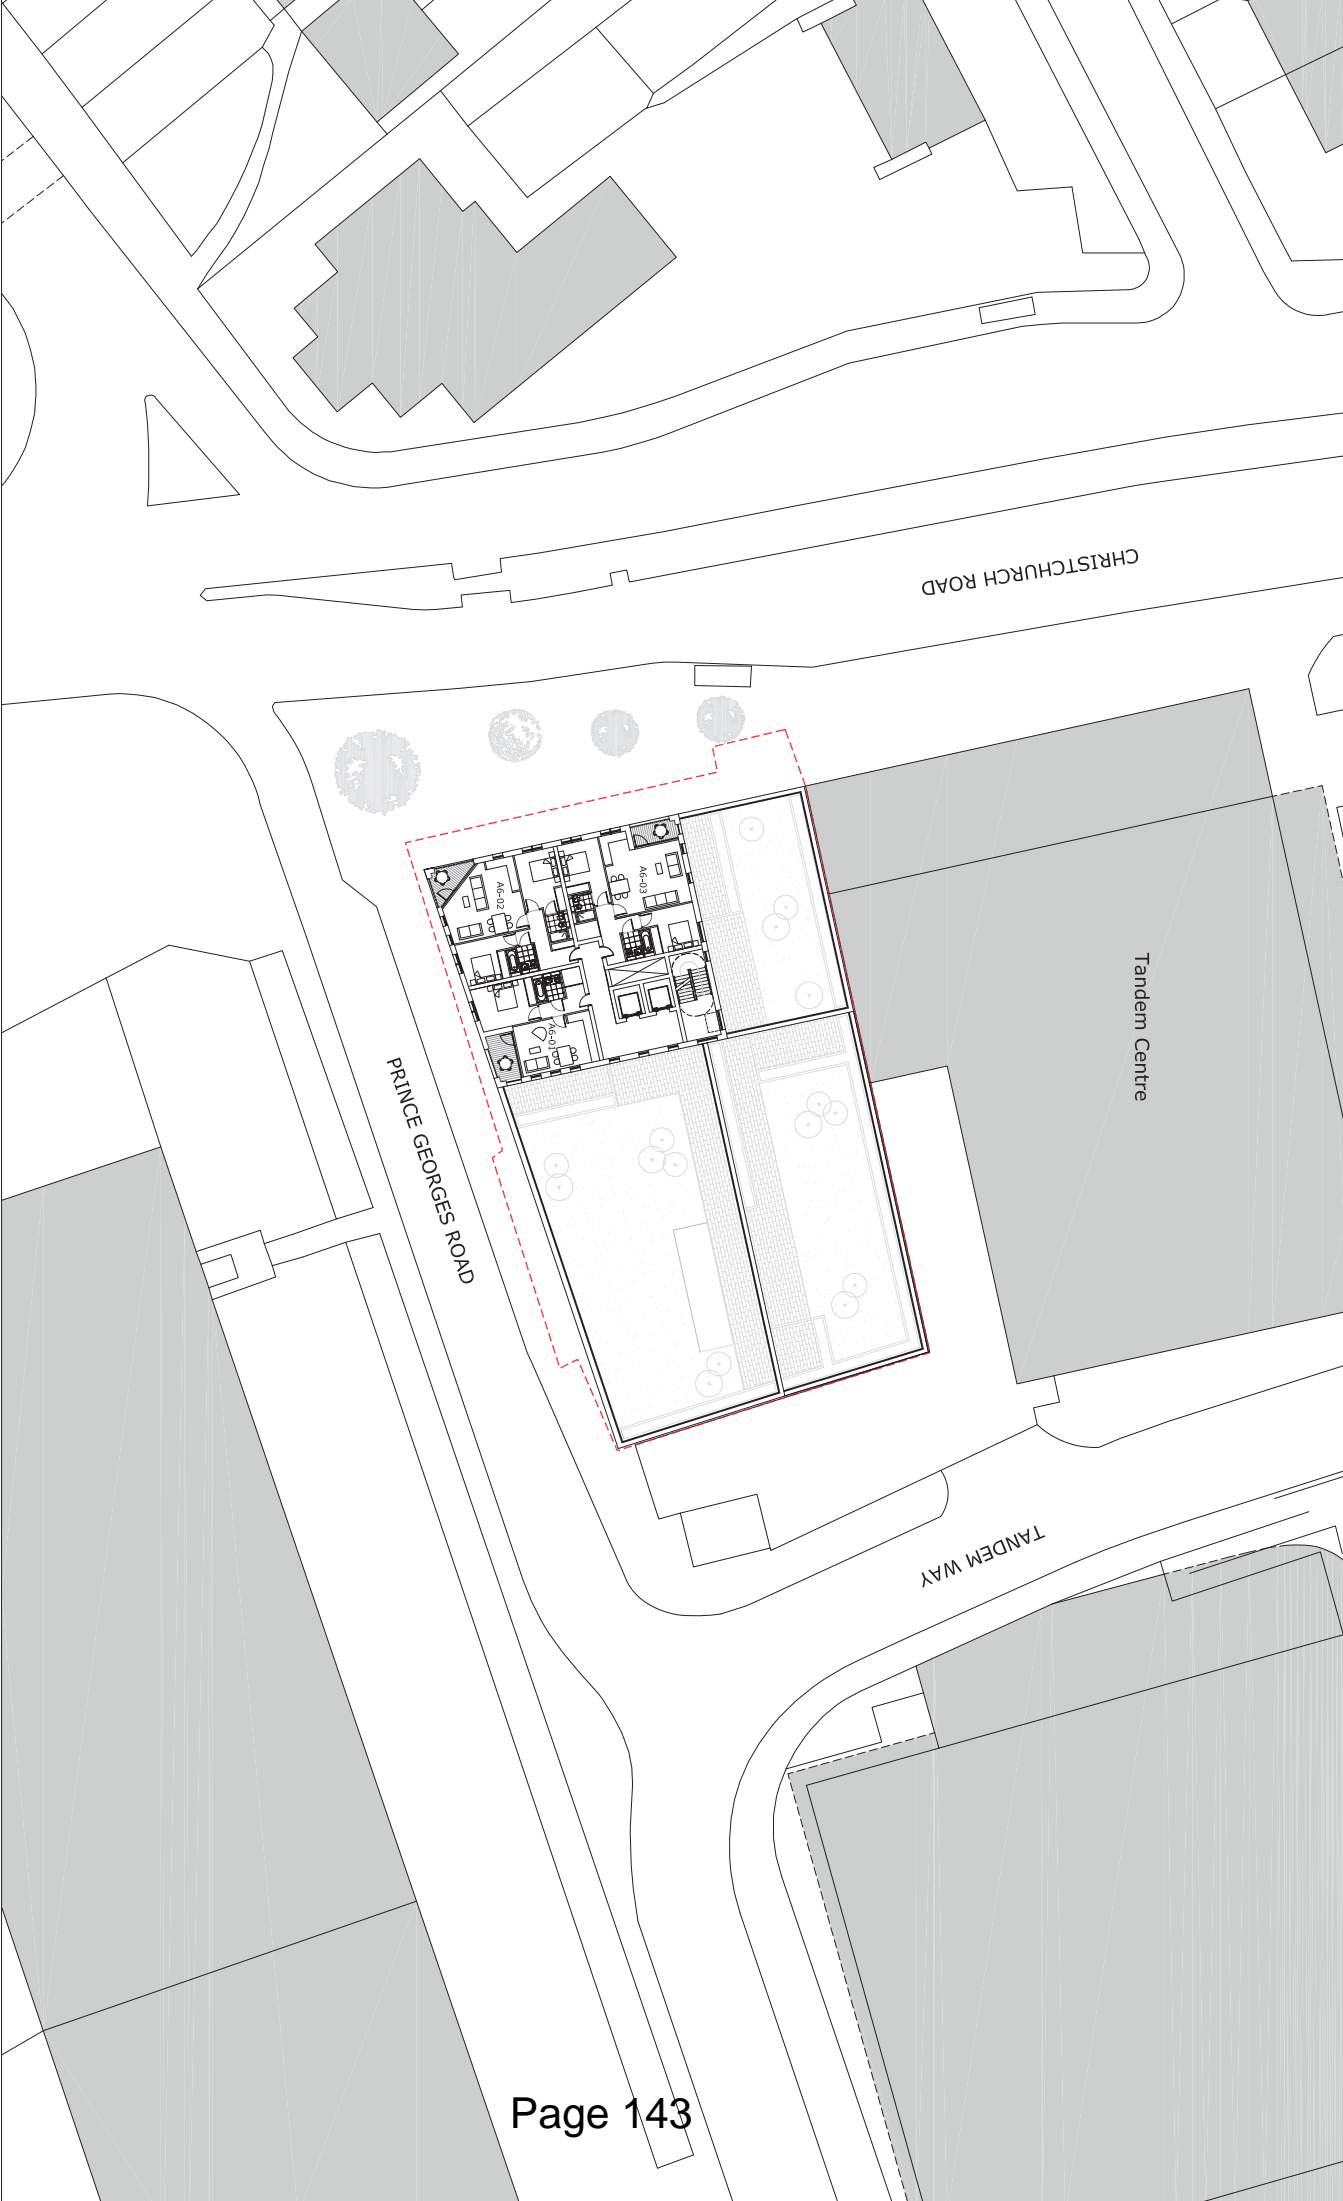 CHRISTCHURCH ROAD
A6-03
A6-02
A6-01
Tandem Centre
PRINCE GEORGES ROAD
TANDEM WAY
Page 143